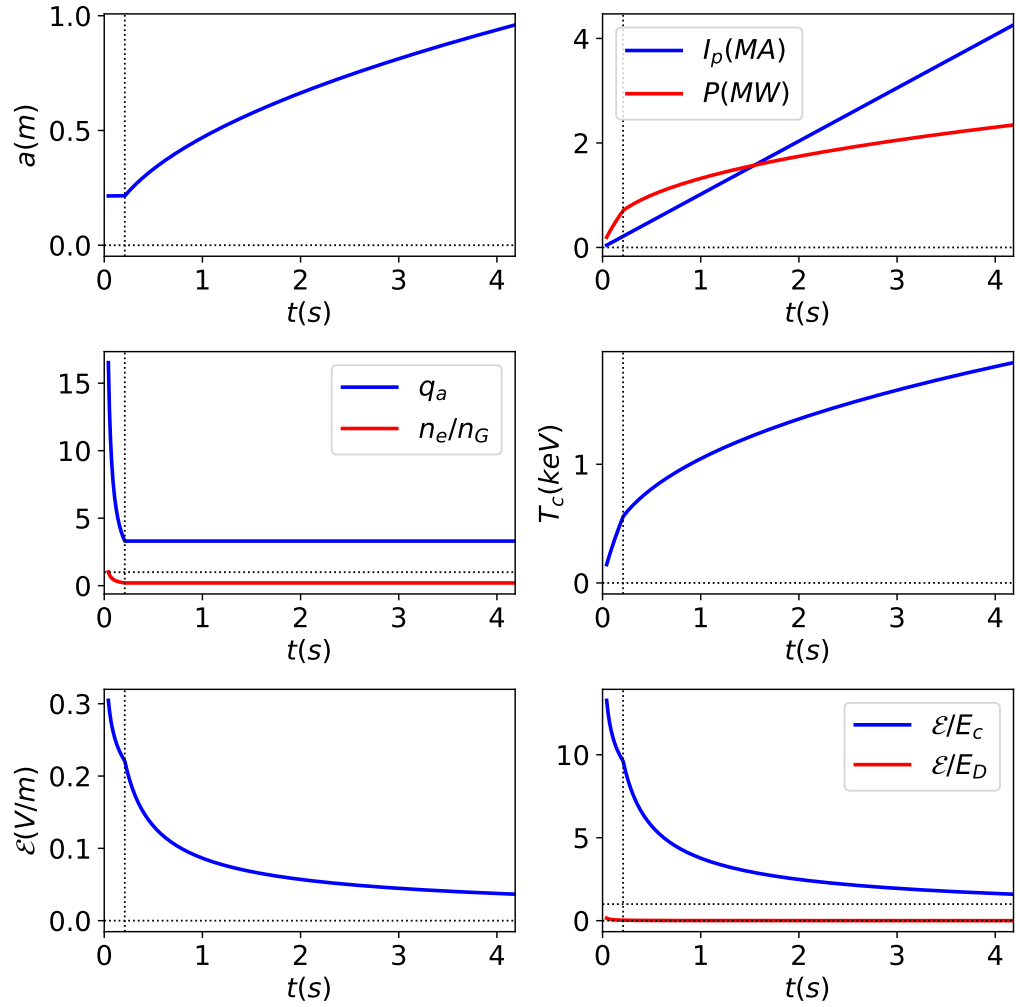 1.0
0.5
0.0
a(m)
0 1 2 3 4
t(s)
4
2
0
I_p(MA)
P(MW)
0 1 2 3 4
t(s)
15
10
5
0
q_a
n_e/n_G
0 1 2 3 4
t(s)
1
0
T_c(keV)
0 1 2 3 4
t(s)
0.3
0.2
0.1
0.0
ℰ(V/m)
0 1 2 3 4
t(s)
10
5
0
ℰ/E_c
ℰ/E_D
0 1 2 3 4
t(s)